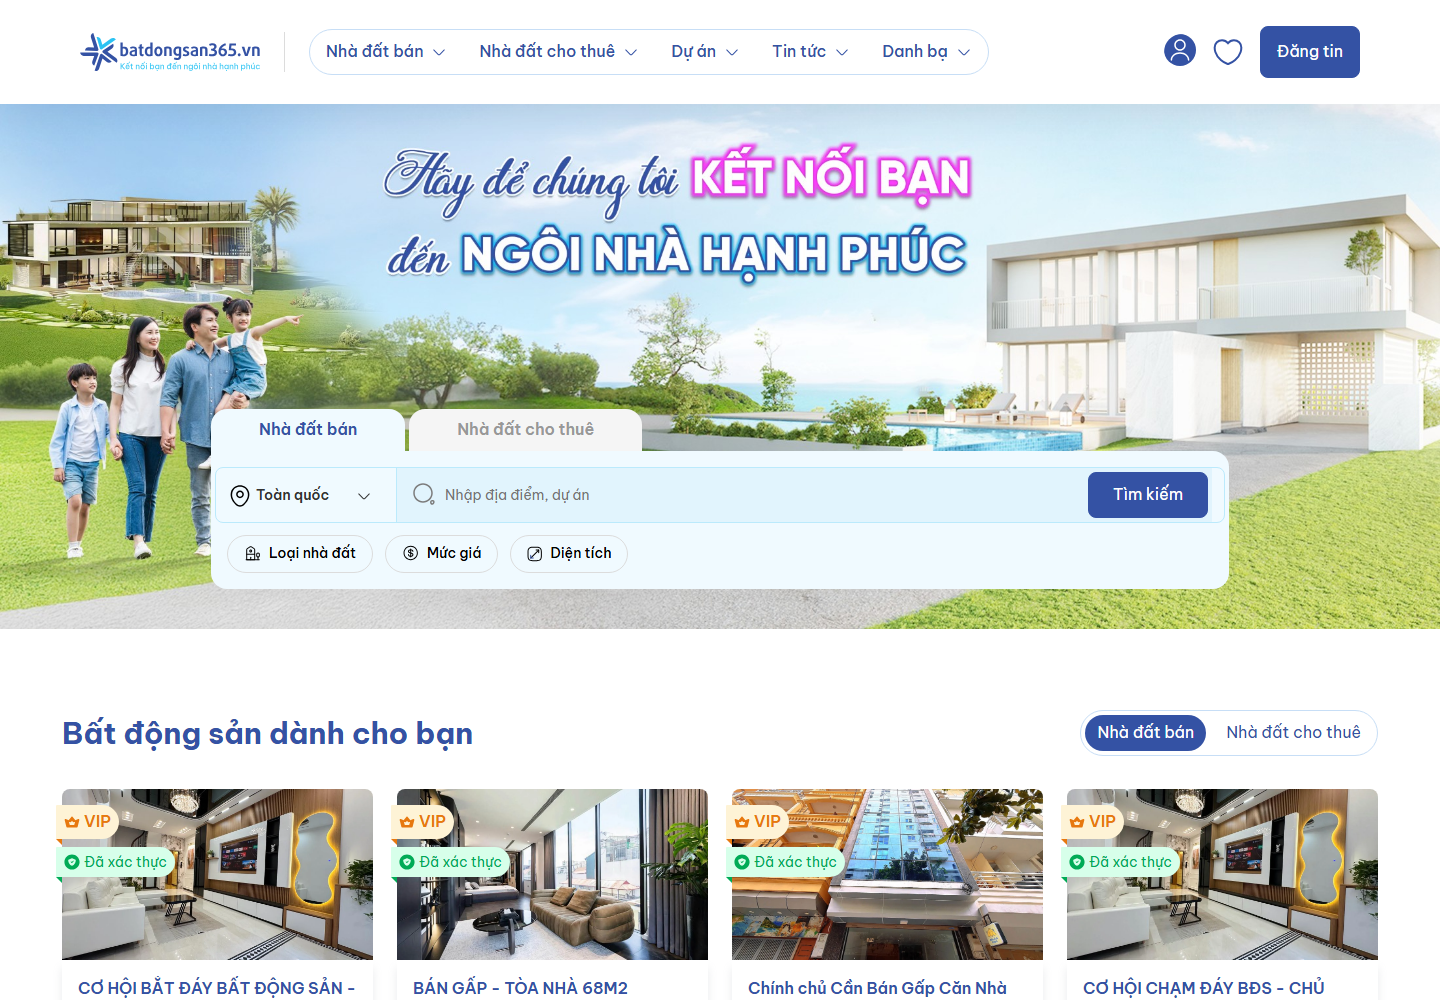 batdongsan365.vn
Kết nối bạn đến ngôi nhà hạnh phúc
Nhà đất bán
Nhà đất cho thuê
Dự án
Tin tức
Danh bạ
Đăng tin
Hãy để chúng tôi KẾT NỐI BẠN
đến NGÔI NHÀ HẠNH PHÚC
Nhà đất bán
Nhà đất cho thuê
Toàn quốc
Nhập địa điểm, dự án
Tìm kiếm
Loại nhà đất
Mức giá
Diện tích
Bất động sản dành cho bạn
Nhà đất bán
Nhà đất cho thuê
VIP
Đã xác thực
VIP
Đã xác thực
VIP
Đã xác thực
VIP
Đã xác thực
CƠ HỘI BẮT ĐÁY BẤT ĐỘNG SẢN -
BÁN GẤP - TÒA NHÀ 68M2
Chính chủ Cần Bán Gấp Căn Nhà
CƠ HỘI CHẠM ĐÁY BĐS - CHỦ